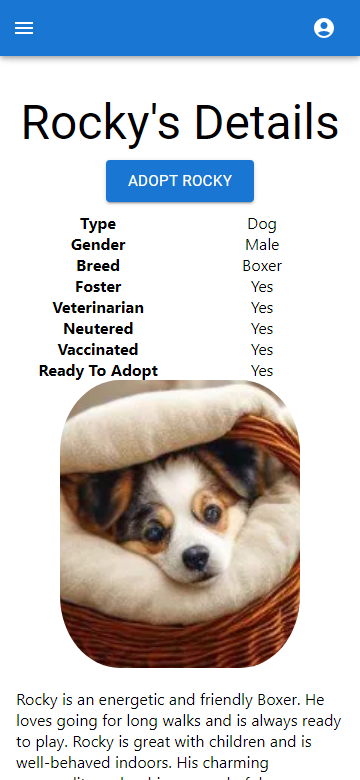 Rocky's Details
ADOPT ROCKY
Type Dog
Gender Male
Breed Boxer
Foster Yes
Veterinarian Yes
Neutered Yes
Vaccinated Yes
Ready To Adopt Yes
Rocky is an energetic and friendly Boxer. He
loves going for long walks and is always ready
to play. Rocky is great with children and is
well-behaved indoors. His charming